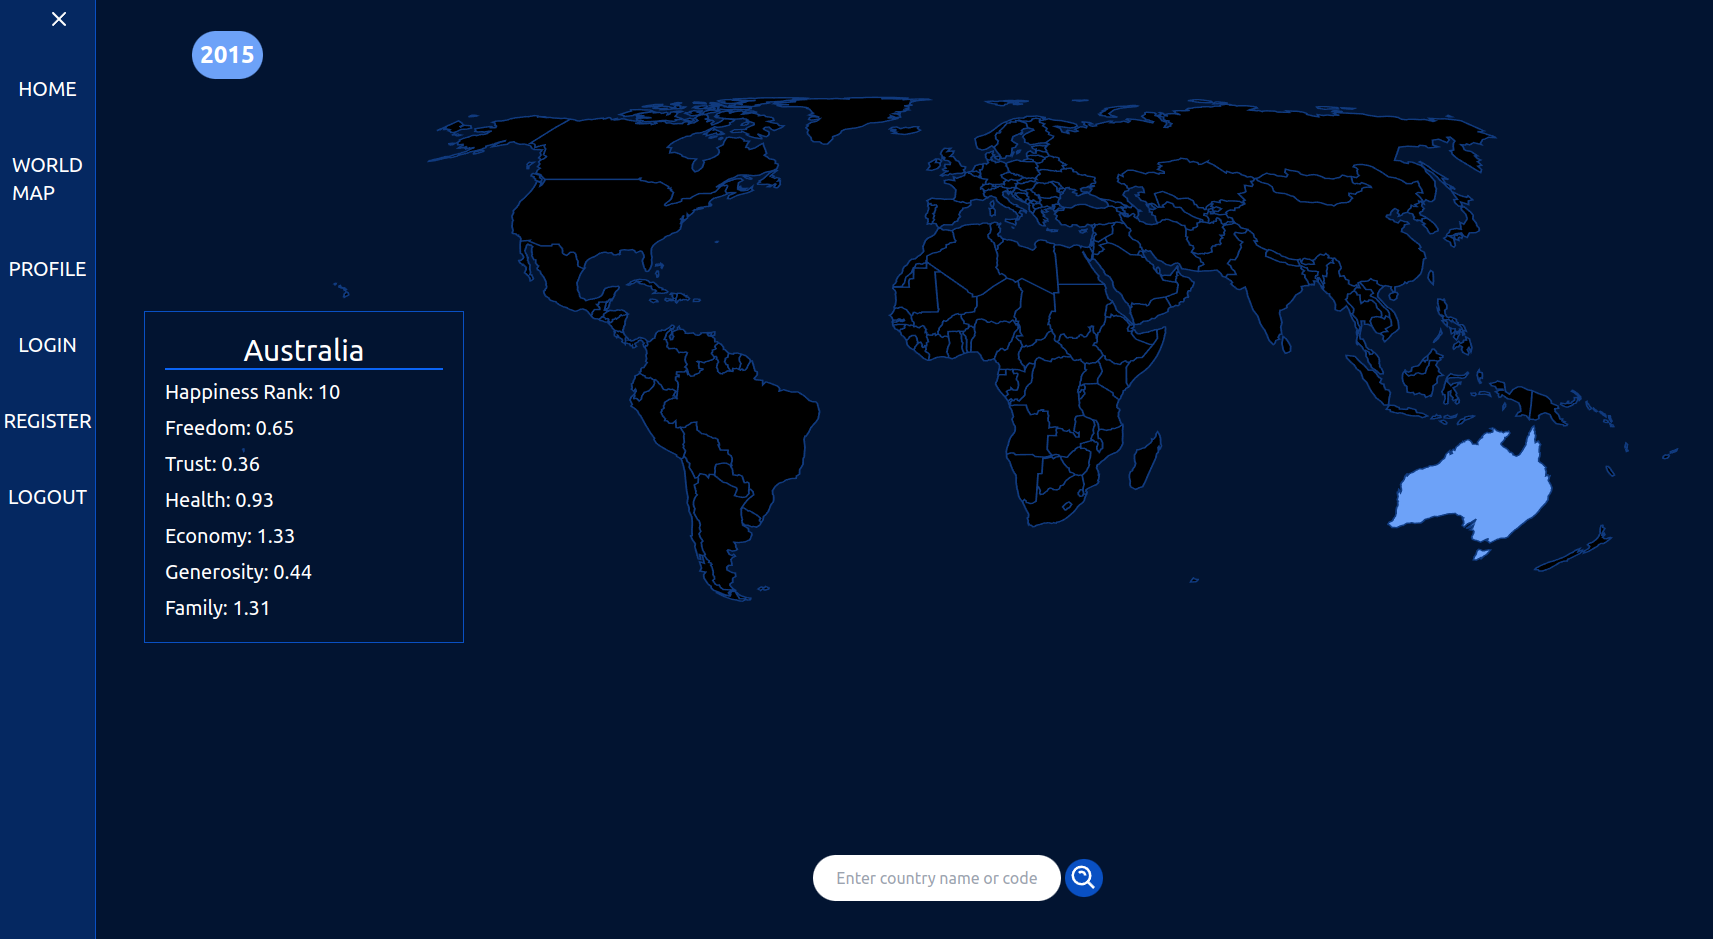 HOME
WORLD
MAP
PROFILE
LOGIN
REGISTER
LOGOUT
2015
Australia
Happiness Rank: 10
Freedom: 0.65
Trust: 0.36
Health: 0.93
Economy: 1.33
Generosity: 0.44
Family: 1.31
Enter country name or code